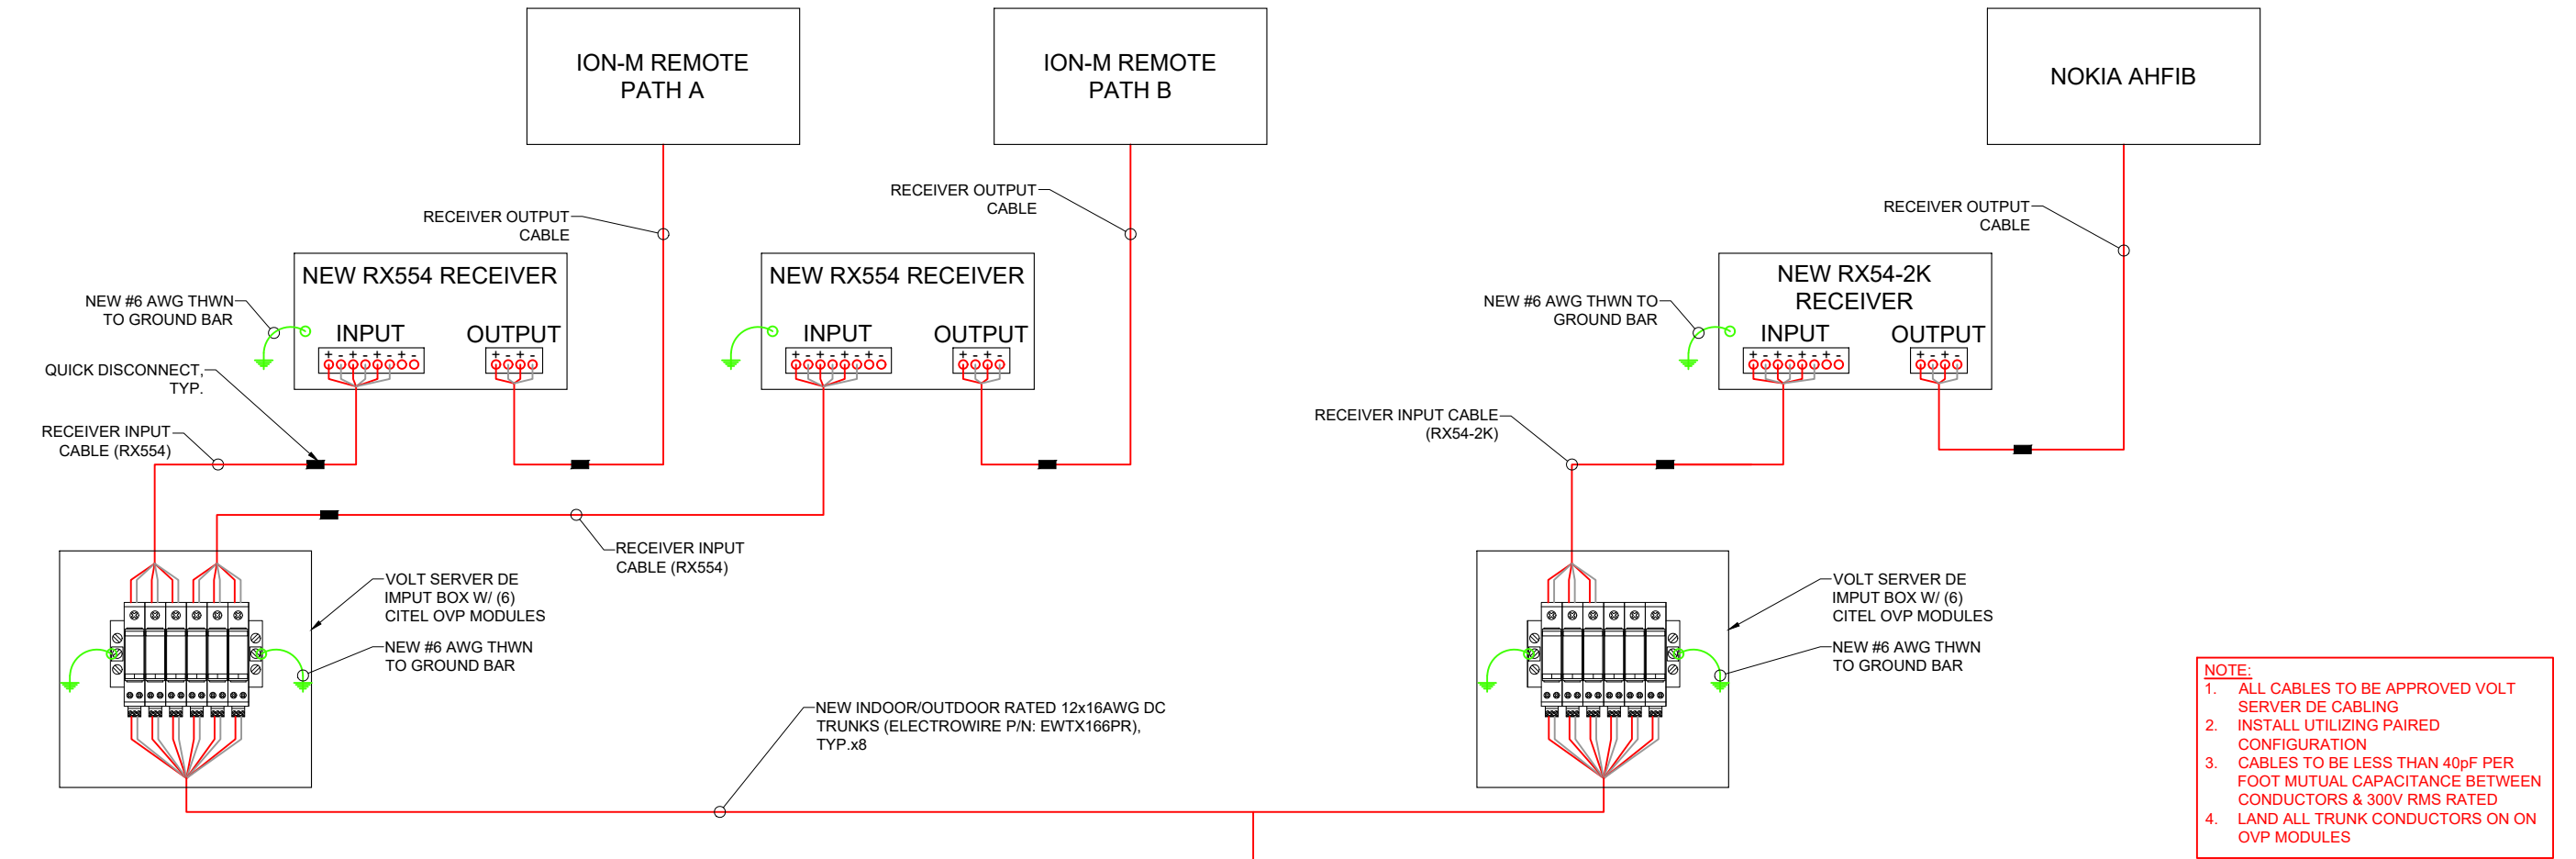 ION-M REMOTE
PATH A
ION-M REMOTE
PATH B
NOKIA AHFIB
RECEIVER OUTPUT
CABLE
RECEIVER OUTPUT
CABLE
RECEIVER OUTPUT
CABLE
NEW RX554 RECEIVER
INPUT
OUTPUT
+ - + - + - + -
+ - + -
NEW RX554 RECEIVER
INPUT
OUTPUT
+ - + - + - + -
+ - + -
NEW RX54-2K
RECEIVER
INPUT
OUTPUT
+ - + - + - + -
+ - + -
NEW #6 AWG THWN
TO GROUND BAR
NEW #6 AWG THWN TO
GROUND BAR
QUICK DISCONNECT,
TYP.
RECEIVER INPUT
CABLE (RX554)
RECEIVER INPUT CABLE
(RX54-2K)
RECEIVER INPUT
CABLE (RX554)
VOLT SERVER DE
IMPUT BOX W/ (6)
CITEL OVP MODULES
NEW #6 AWG THWN
TO GROUND BAR
VOLT SERVER DE
IMPUT BOX W/ (6)
CITEL OVP MODULES
NEW #6 AWG THWN
TO GROUND BAR
NEW INDOOR/OUTDOOR RATED 12x16AWG DC
TRUNKS (ELECTROWIRE P/N: EWTX166PR),
TYP.x8
NOTE:
1. ALL CABLES TO BE APPROVED VOLT
SERVER DE CABLING
2. INSTALL UTILIZING PAIRED
CONFIGURATION
3. CABLES TO BE LESS THAN 40pF PER
FOOT MUTUAL CAPACITANCE BETWEEN
CONDUCTORS & 300V RMS RATED
4. LAND ALL TRUNK CONDUCTORS ON ON
OVP MODULES